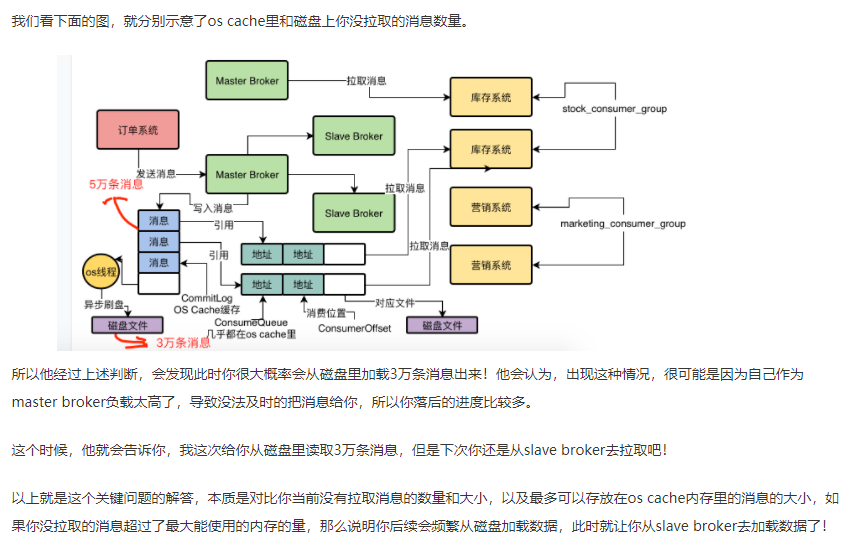 我们看下面的图，就分别示意了os cache里和磁盘上你没拉取的消息数量。
Master Broker
拉取消息
库存系统
stock_consumer_group
订单系统
Slave Broker
库存系统
发送消息
Master Broker
5万条消息
拉取消息
写入消息
Slave Broker
营销系统
消息
引用
marketing_consumer_group
消息
引用
地址
地址
拉取消息
消息
营销系统
os线程
地址
地址
CommitLog
OS Cache缓存
异步刷盘
对应文件
消费位置
ConsumeQueue
几乎都在os cache里
ConsumerOffset
磁盘文件
磁盘文件
3万条消息
所以他经过上述判断，会发现此时你很大概率会从磁盘里加载3万条消息出来！他会认为，出现这种情况，很可能是因为自己作为
master broker负载太高了，导致没法及时的把消息给你，所以你落后的进度比较多。
这个时候，他就会告诉你，我这次给你从磁盘里读取3万条消息，但是下次你还是从slave broker去拉取吧！
以上就是这个关键问题的解答，本质是对比你当前没有拉取消息的数量和大小，以及最多可以存放在os cache内存里的消息的大小，如
果你没拉取的消息超过了最大能使用的内存的量，那么说明你后续会频繁从磁盘加载数据，此时就让你从slave broker去加载数据了！